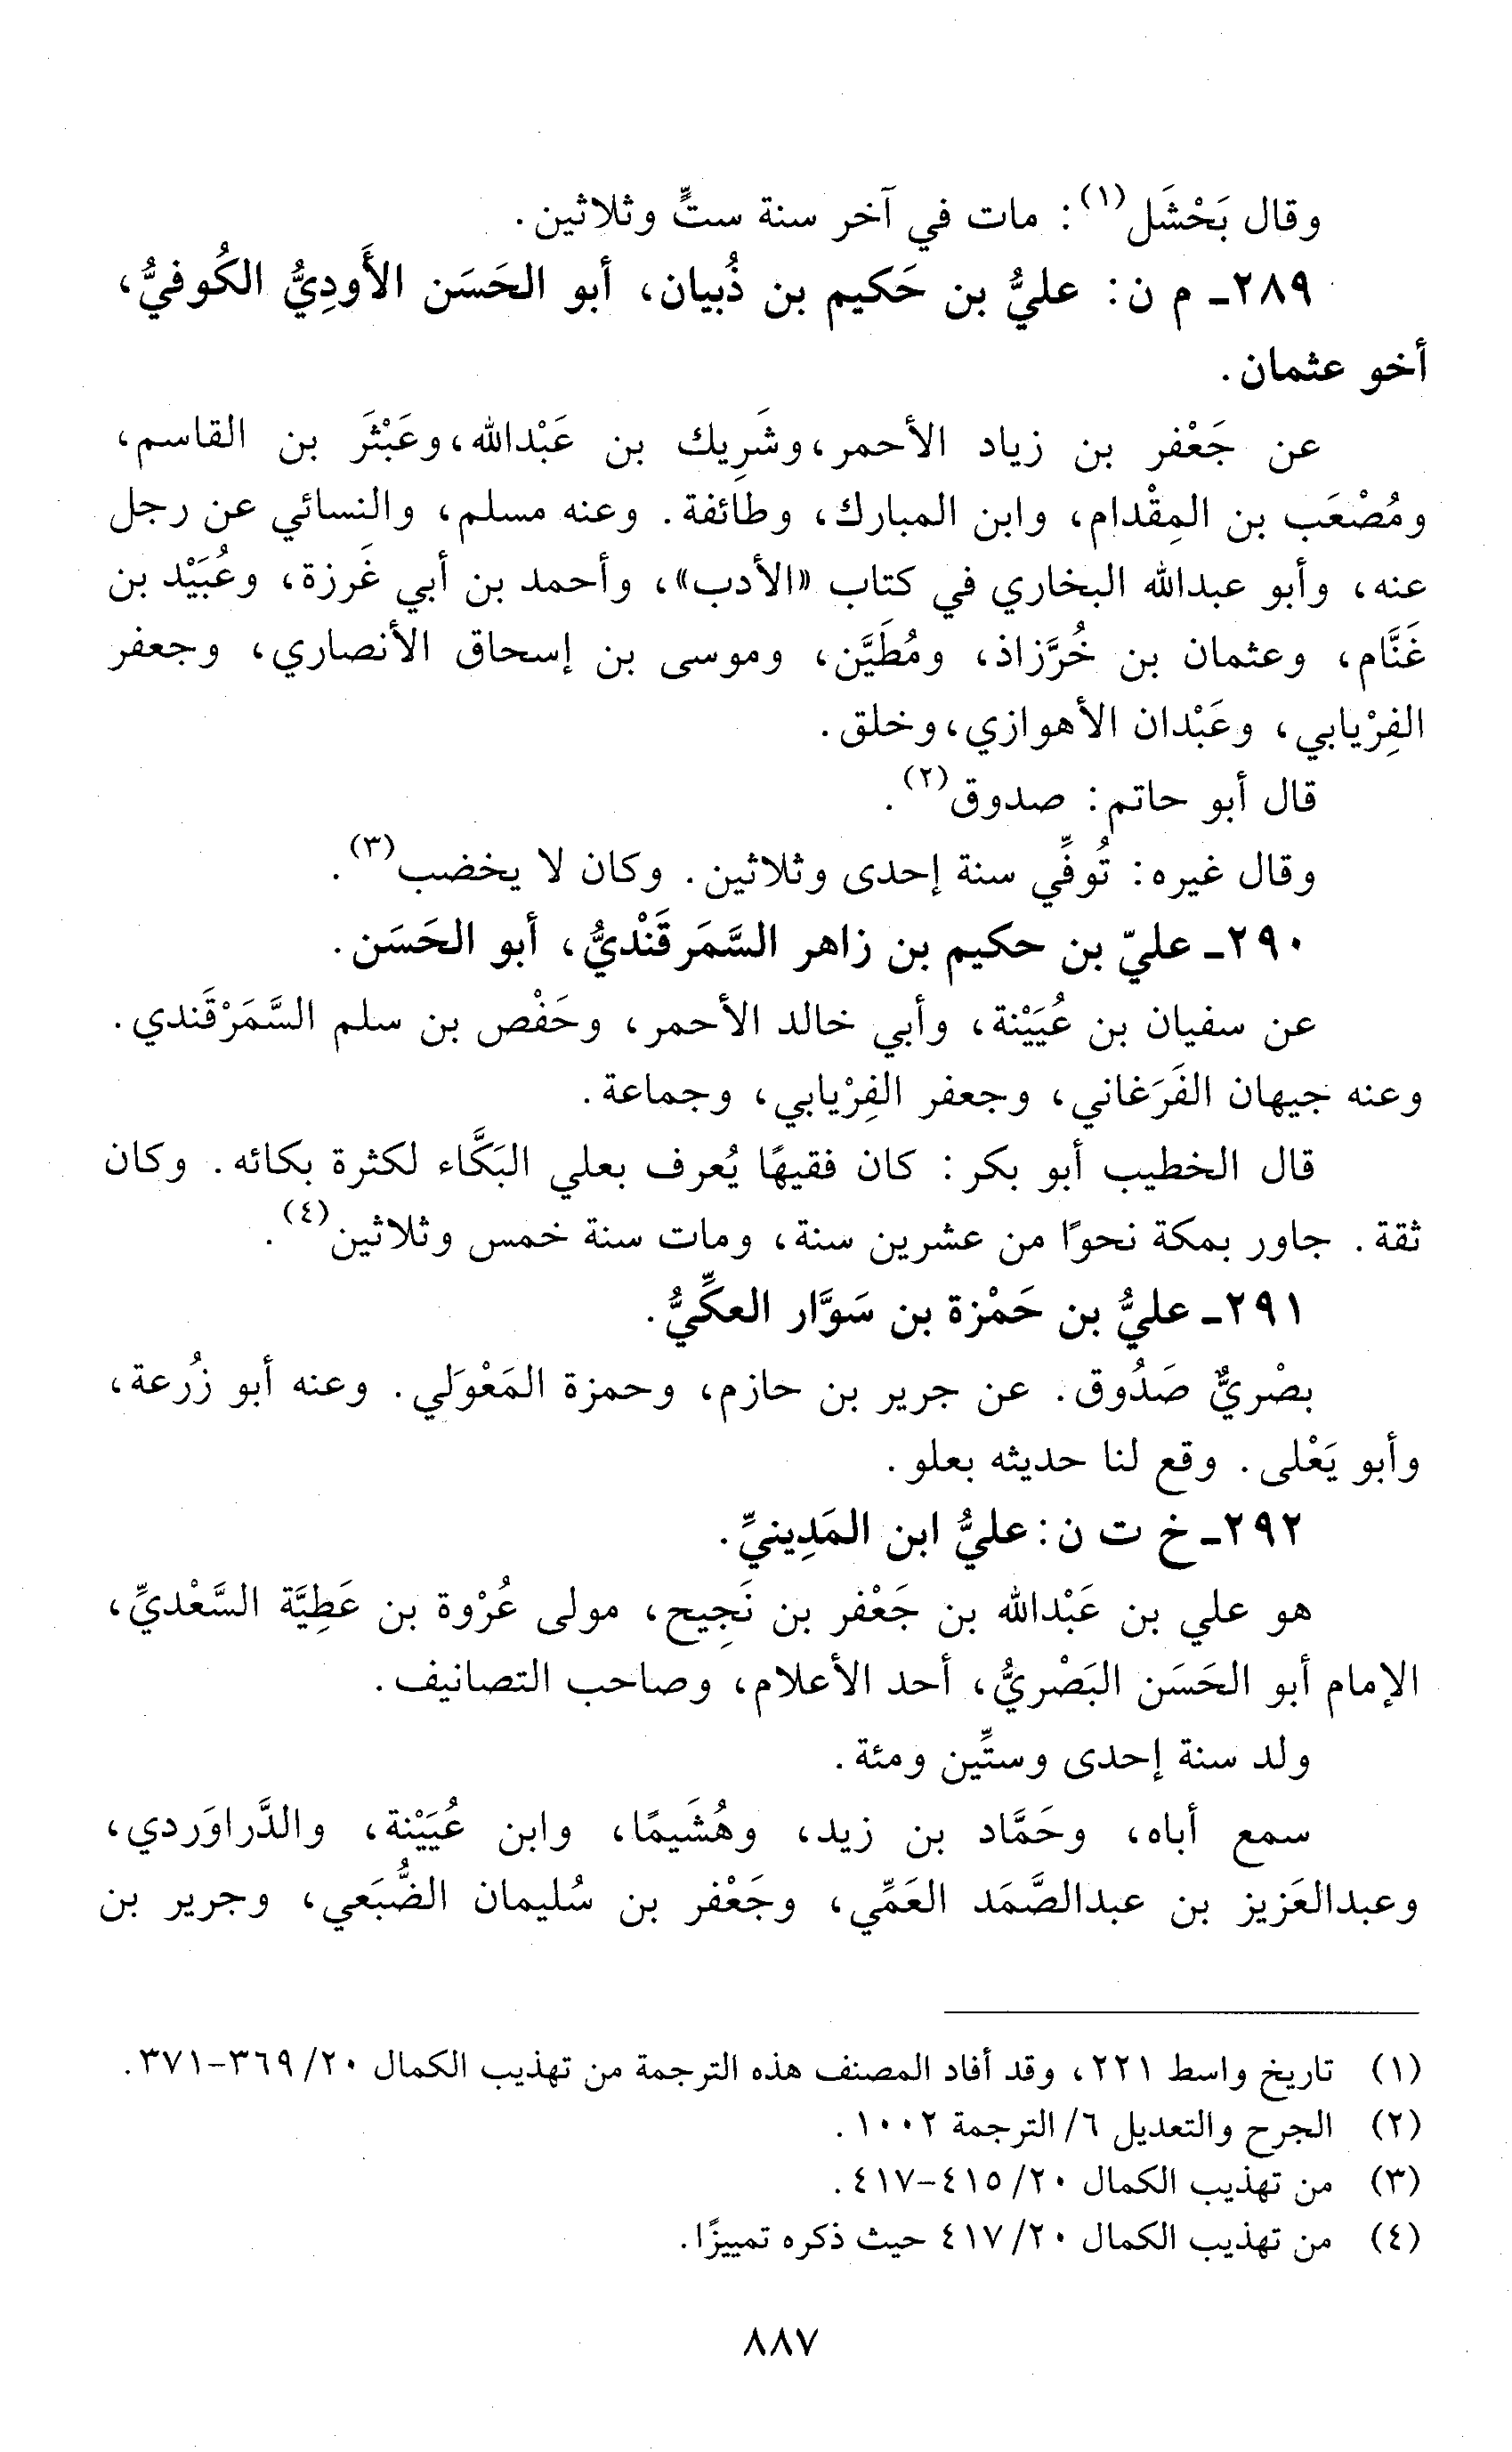 وقال بَحْشَل(١): مات في آخر سنة ستٍّ وثلاثين.
٢٨٩- م ن: عليُّ بن حَكيم بن ذُبيان، أبو الحَسَن الأَودِيُّ الكُوفيُّ،
أخو عثمان.
عن جَعْفر بن زياد الأحمر، وشَرِيك بن عَبْدالله، وعَبْثَر بن القاسم،
ومُصْعَب بن المِقْدام، وابن المبارك، وطائفة. وعنه مسلم، والنسائي عن رجل
عنه، وأبو عبدالله البخاري في كتاب «الأدب»، وأحمد بن أبي غَرزة، وعُبَيْد بن
غَنَّام، وعثمان بن خُرَّزاذ، ومُطَيَّن، وموسى بن إسحاق الأنصاري، وجعفر
الفِرْيابي، وعَبْدان الأهوازي، وخلق.
قال أبو حاتم: صدوق(٢).
وقال غيره: تُوفِّي سنة إحدى وثلاثين. وكان لا يخضب(٣).
٢٩٠- عليّ بن حكيم بن زاهر السَّمَرقَنْديُّ، أبو الحَسَن.
عن سفيان بن عُيَيْنة، وأبي خالد الأحمر، وحَفْص بن سلم السَّمَرْقَندي.
وعنه جيهان الفَرَغاني، وجعفر الفِرْيابي، وجماعة.
قال الخطيب أبو بكر: كان فقيهًا يُعرف بعلي البَكَّاء لكثرة بكائه. وكان
ثقة. جاور بمكة نحوًا من عشرين سنة، ومات سنة خمس وثلاثين(٤).
٢٩١- عليُّ بن حَمْزة بن سَوَّار العكِّيُّ.
بصْريٌّ صَدُوق. عن جرير بن حازم، وحمزة المَعْوَلي. وعنه أبو زُرعة،
وأبو يَعْلى. وقع لنا حديثه بعلو.
٢٩٢- خ ت ن: عليُّ ابن المَدِينيِّ.
هو علي بن عَبْدالله بن جَعْفر بن نَجِيح، مولى عُرْوة بن عَطِيَّة السَّعْديِّ،
الإمام أبو الحَسَن البَصْريُّ، أحد الأعلام، وصاحب التصانيف.
ولد سنة إحدى وستِّين ومئة.
سمع أباه، وحَمَّاد بن زيد، وهُشَيمًا، وابن عُيَيْنة، والدَّراوَردي،
وعبدالعَزيز بن عبدالصَّمَد العَمِّي، وجَعْفر بن سُليمان الضُّبَعي، وجرير بن
(١) تاريخ واسط ٢٢١، وقد أفاد المصنف هذه الترجمة من تهذيب الكمال ٢٠/ ٣٦٩-٣٧١.
(٢) الجرح والتعديل ٦/ الترجمة ١٠٠٢.
(٣) من تهذيب الكمال ٢٠/ ٤١٥-٤١٧.
(٤) من تهذيب الكمال ٢٠/ ٤١٧ حيث ذكره تمييزًا.
٨٨٧